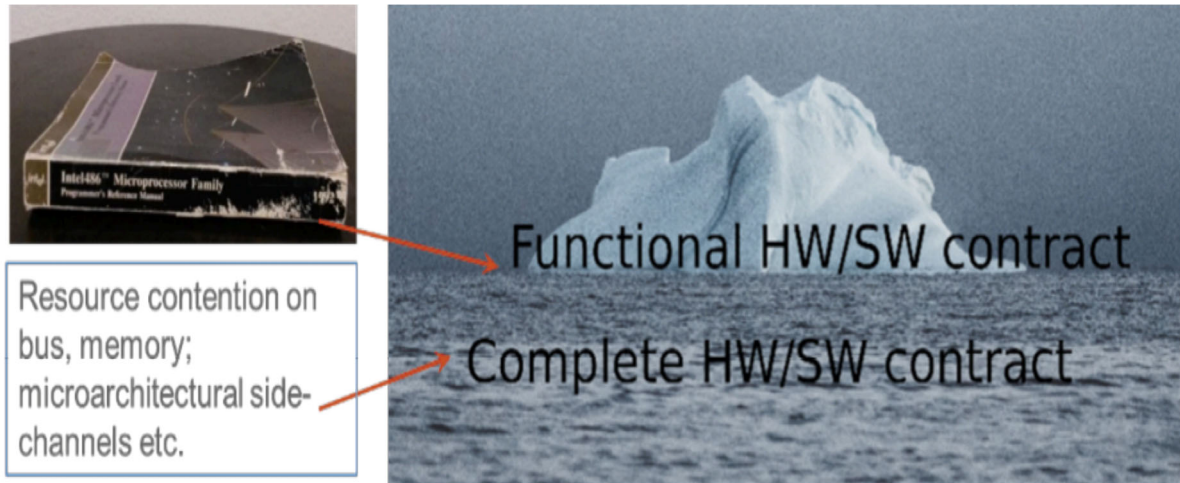 intel
Intel486™ Microprocessor Family
Programmer's Reference Manual
Functional HW/SW contract
Resource contention on
bus, memory;
microarchitectural side-
channels etc.
Complete HW/SW contract